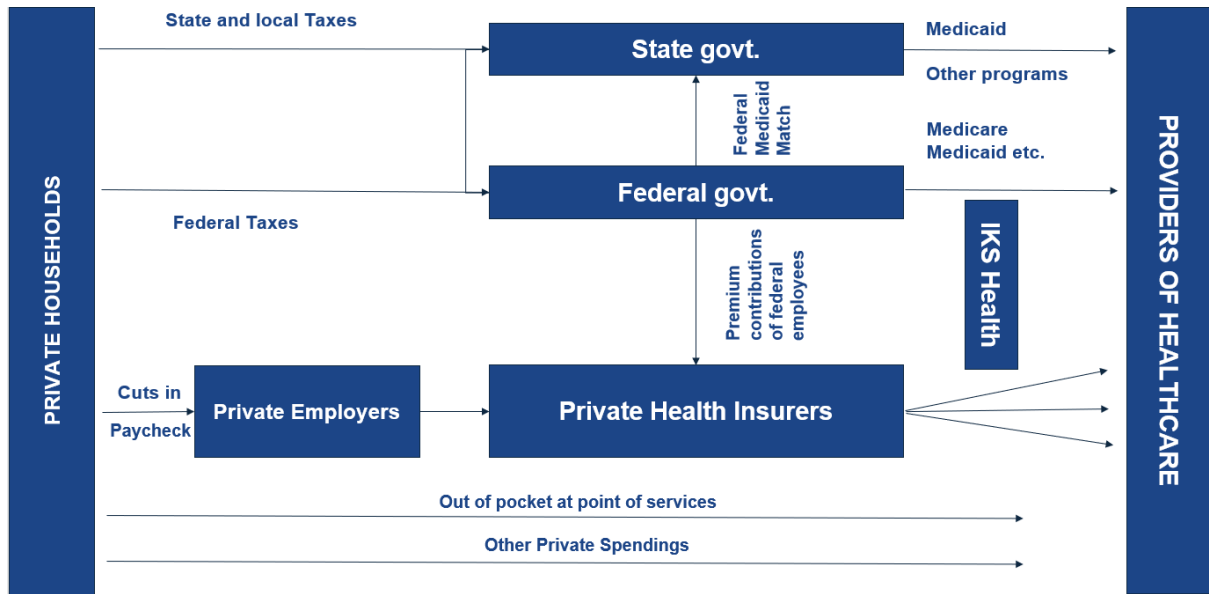 PRIVATE HOUSEHOLDS
State and local Taxes
State govt.
Medicaid
Other programs
Federal
Medicaid
Match
Medicare
Medicaid etc.
Federal govt.
Federal Taxes
Premium
contributions
of federal
employees
IKS Health
Cuts in
Paycheck
Private Employers
Private Health Insurers
Out of pocket at point of services
Other Private Spendings
PROVIDERS OF HEALTHCARE